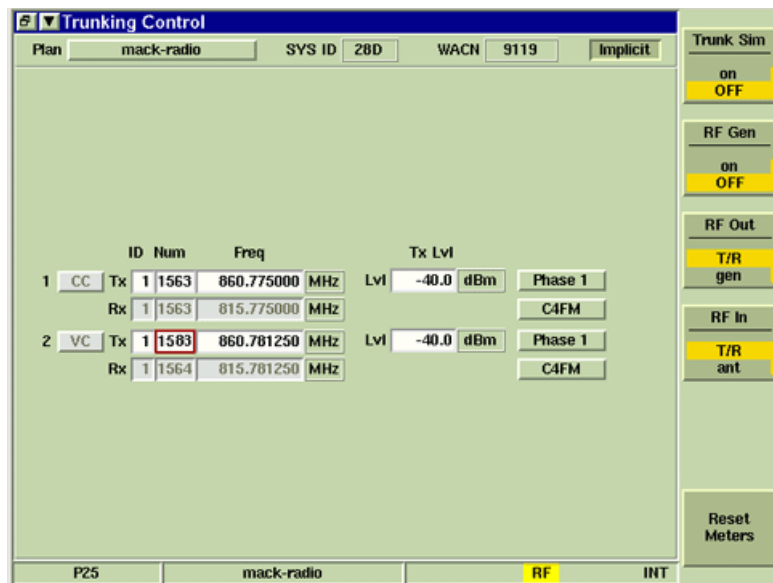 Trunking Control
Plan mack-radio SYS ID 28D WACN 9119 Implicit
ID Num Freq Tx Lvl
1 CC Tx 1 1563 860.775000 MHz Lvl -40.0 dBm Phase 1
Rx 1 1563 815.775000 MHz C4FM
2 VC Tx 1 1583 860.781250 MHz Lvl -40.0 dBm Phase 1
Rx 1 1564 815.781250 MHz C4FM
Trunk Sim
on
OFF
RF Gen
on
OFF
RF Out
T/R
gen
RF In
T/R
ant
Reset
Meters
P25 mack-radio RF INT